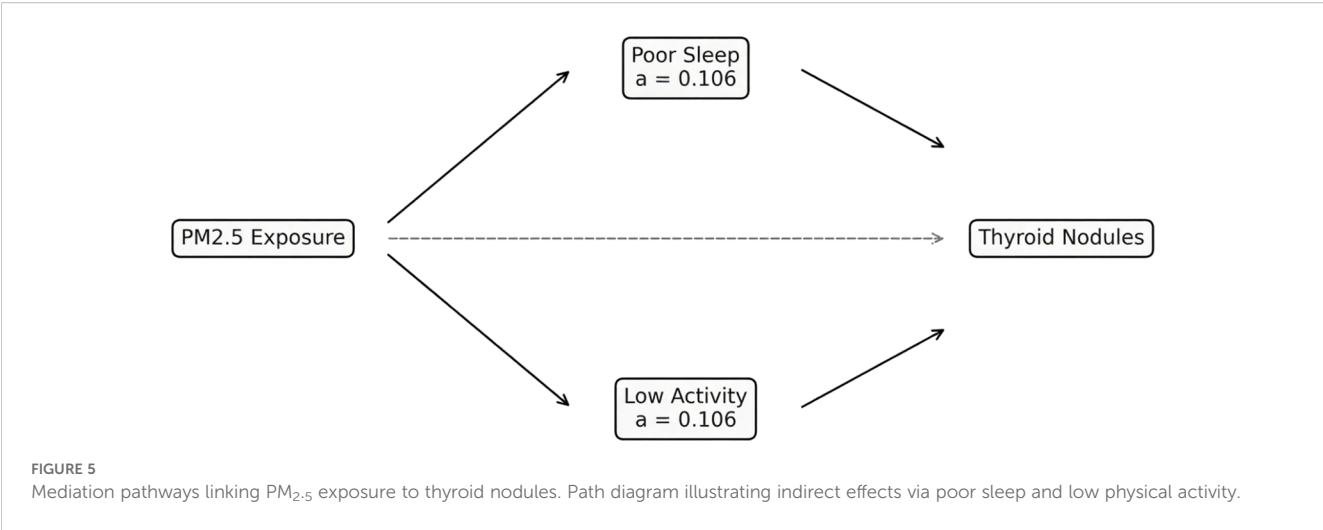 Poor Sleep
a = 0.106
PM2.5 Exposure
Thyroid Nodules
Low Activity
a = 0.106
FIGURE 5
Mediation pathways linking PM₂.₅ exposure to thyroid nodules. Path diagram illustrating indirect effects via poor sleep and low physical activity.